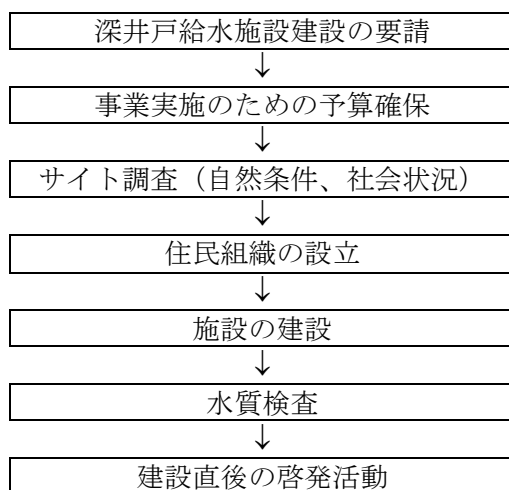 深井戸給水施設建設の要請
↓
事業実施のための予算確保
↓
サイト調査（自然条件、社会状況）
↓
住民組織の設立
↓
施設の建設
↓
水質検査
↓
建設直後の啓発活動